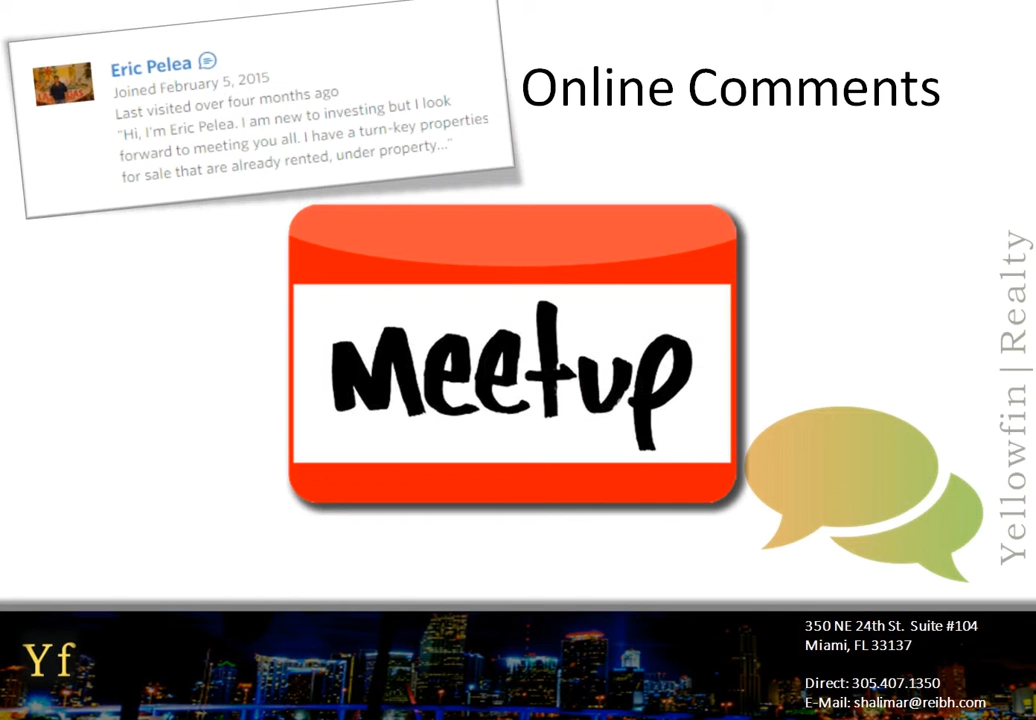 Eric Pelea
Joined February 5, 2015
Last visited over four months ago
"Hi, I'm Eric Pelea. I am new to investing but I look
forward to meeting you all. I have a turn-key properties
for sale that are already rented, under property..."
Online Comments
meetup
Yellowfin | Realty
Yf
350 NE 24th St. Suite #104
Miami, FL 33137
Direct: 305.407.1350
E-Mail: shalimar@reibh.com